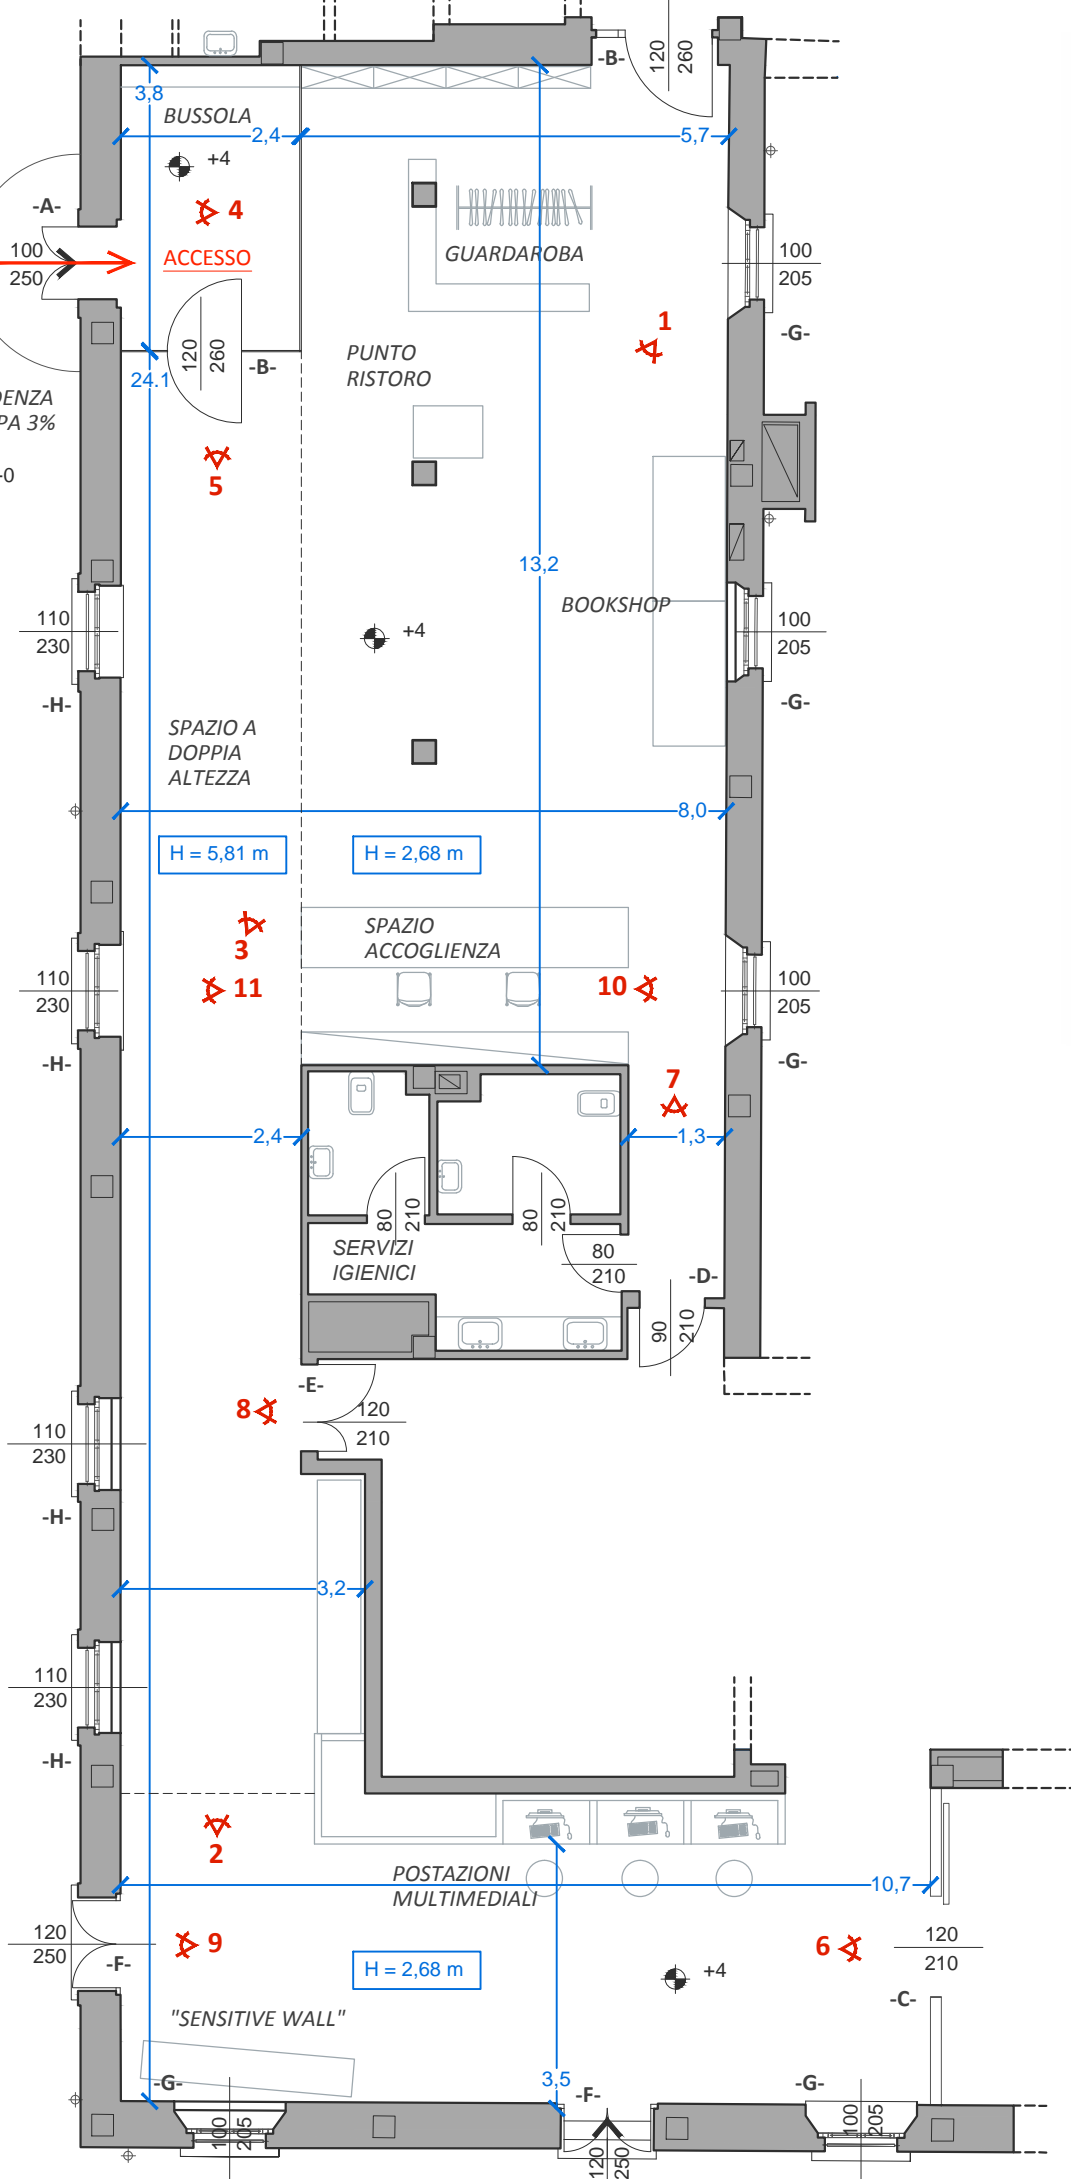 -B-
120
260
3,8
BUSSOLA
2,4
5,7
+4
-A-
4
100
250
ACCESSO
GUARDAROBA
100
205
-G-
1
120
260
-B-
PUNTO
RISTORO
24.1
DENZA
PA 3%
-0
5
13,2
BOOKSHOP
110
230
-H-
+4
100
205
-G-
SPAZIO A
DOPPIA
ALTEZZA
8,0
H = 5,81 m
H = 2,68 m
3
SPAZIO
ACCOGLIENZA
110
230
-H-
11
10
100
205
-G-
7
2,4
1,3
80
210
80
210
SERVIZI
IGIENICI
80
210
-D-
90
210
-E-
8
120
210
110
230
-H-
3,2
110
230
-H-
2
POSTAZIONI
MULTIMEDIALI
10,7
120
250
-F-
9
6
120
210
-C-
H = 2,68 m
+4
"SENSITIVE WALL"
-G-
100
205
3,5
-F-
120
250
-G-
100
205